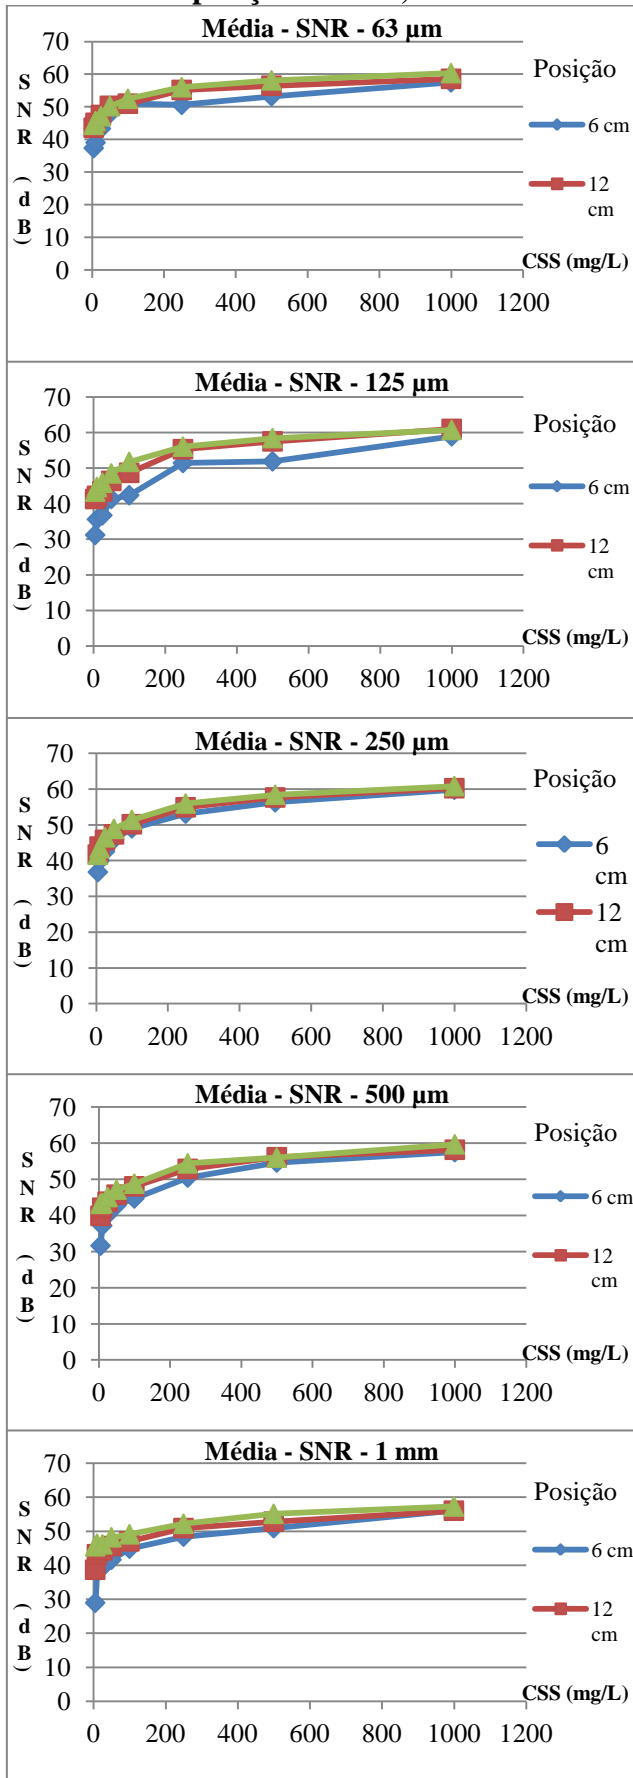 Média - SNR - 63 µm
70
60
50
40
30
20
10
0
S
N
R
(
d
B
)
Posição
6 cm
12
cm
CSS (mg/L)
0 200 400 600 800 1000 1200
Média - SNR - 125 µm
70
60
50
40
30
20
10
0
S
N
R
(
d
B
)
Posição
6 cm
12
cm
CSS (mg/L)
0 200 400 600 800 1000 1200
Média - SNR - 250 µm
70
60
50
40
30
20
10
0
S
N
R
(
d
B
)
Posição
6
cm
12
cm
CSS (mg/L)
0 200 400 600 800 1000 1200
Média - SNR - 500 µm
70
60
50
40
30
20
10
0
S
N
R
(
d
B
)
Posição
6 cm
12
cm
CSS (mg/L)
0 200 400 600 800 1000 1200
Média - SNR - 1 mm
70
60
50
40
30
20
10
0
S
N
R
(
d
B
)
Posição
6 cm
12
cm
CSS (mg/L)
0 200 400 600 800 1000 1200